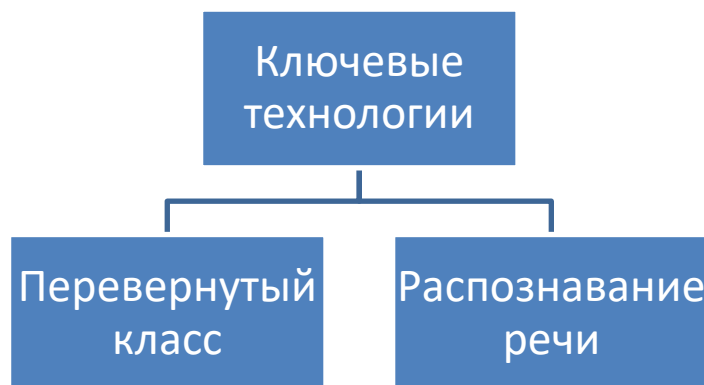 Ключевые
технологии
Перевернутый
класс
Распознавание
речи